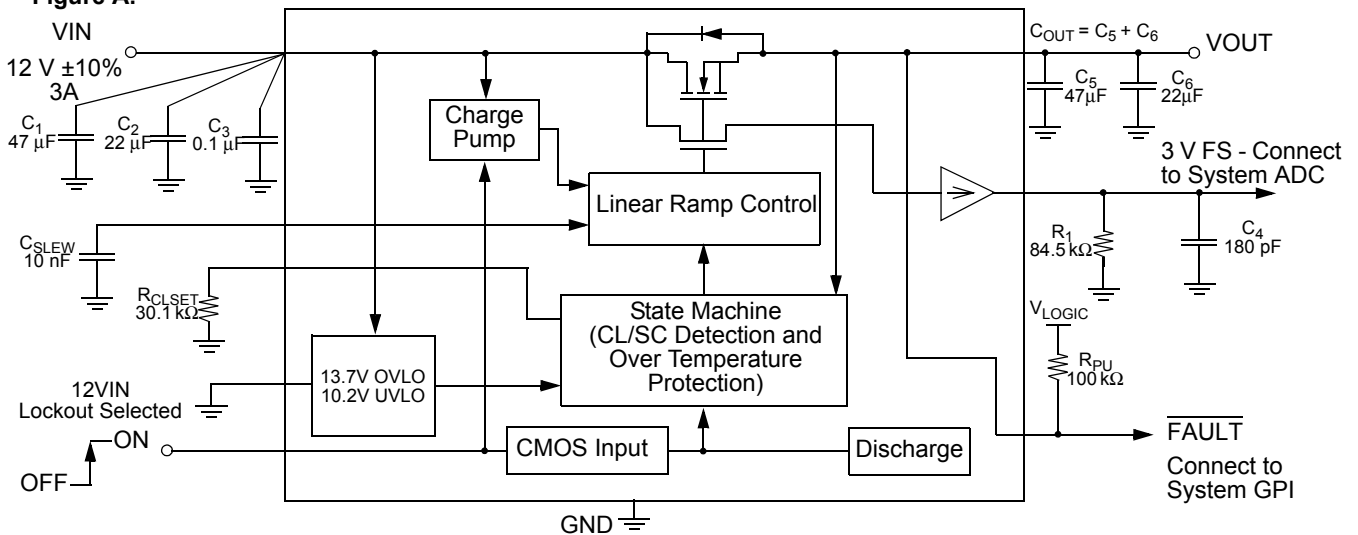 Figure A.
VIN
12 V ±10%
3A
C1
47 μF
C2
22 μF
C3
0.1 μF
Charge
Pump
Linear Ramp Control
COUT = C5 + C6
VOUT
C5
47μF
C6
22μF
3 V FS - Connect
to System ADC
R1
84.5 kΩ
C4
180 pF
CSLEW
10 nF
RCLSET
30.1 kΩ
State Machine
(CL/SC Detection and
Over Temperature
Protection)
VLOGIC
RPU
100 kΩ
13.7V OVLO
10.2V UVLO
12VIN
Lockout Selected
ON
OFF
CMOS Input
Discharge
FAULT
Connect to
System GPI
GND